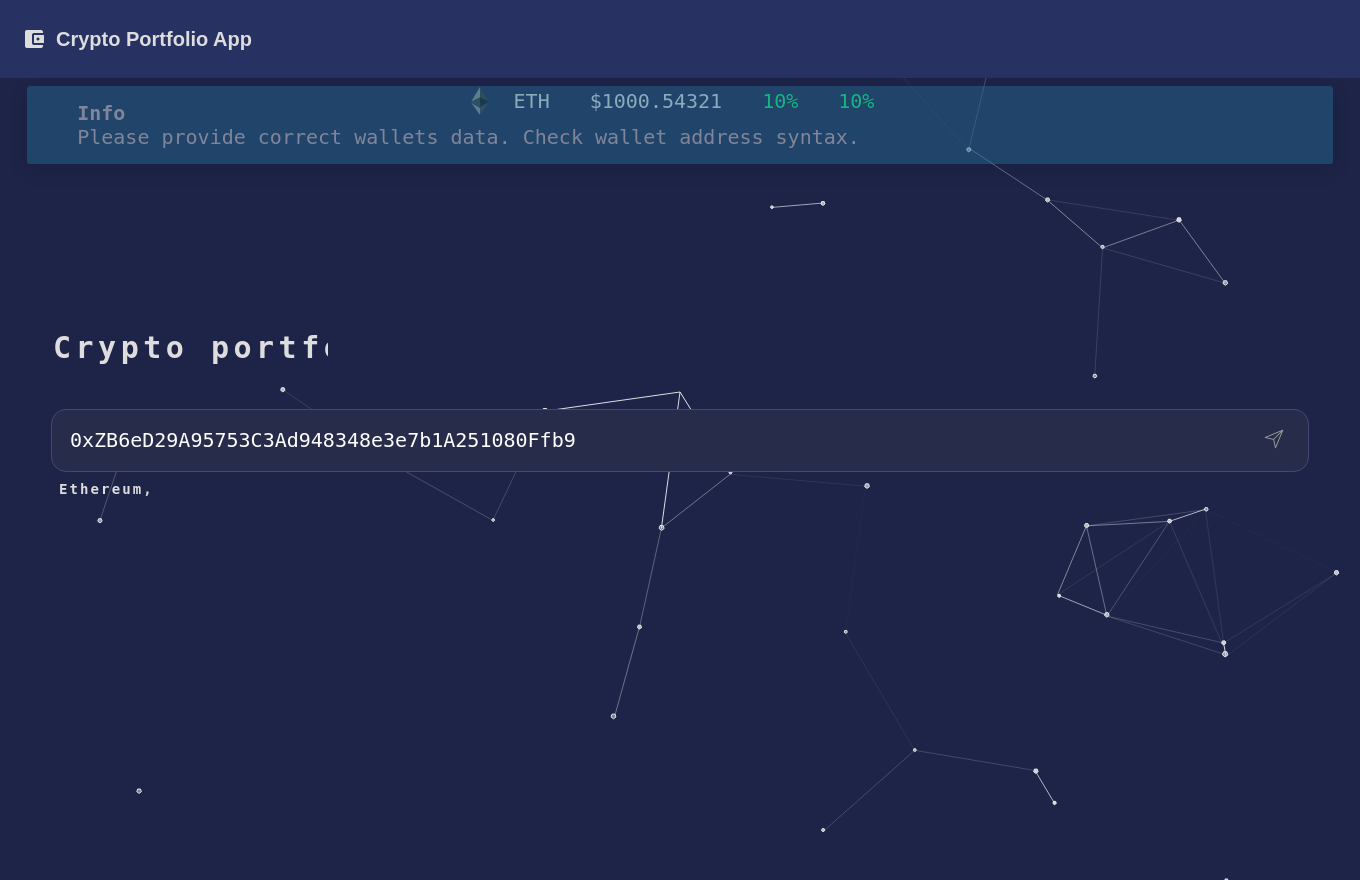 Crypto Portfolio App
ETH $1000.54321 10% 10%
Info
Please provide correct wallets data. Check wallet address syntax.
Crypto portf
0xZB6eD29A95753C3Ad948348e3e7b1A251080Ffb9
Ethereum,